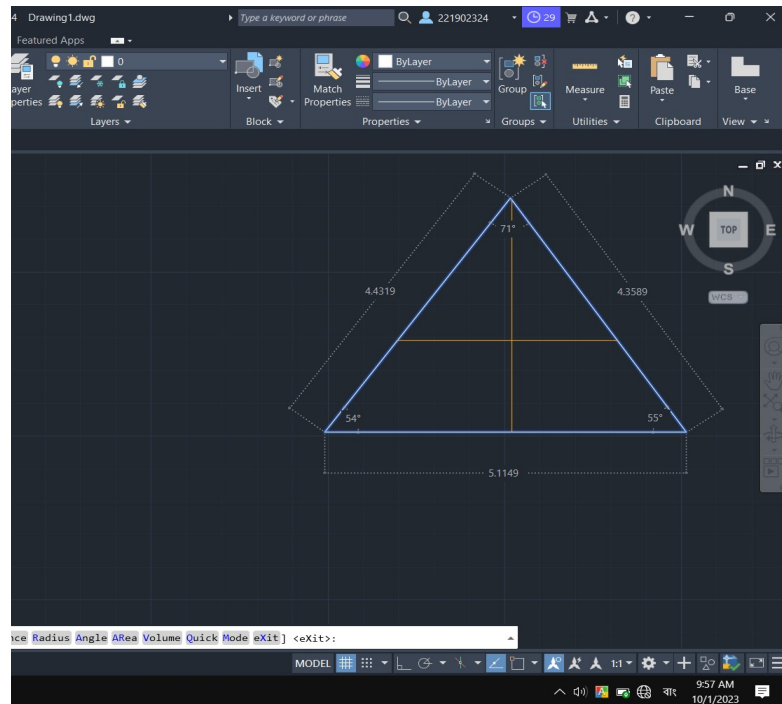 4 Drawing1.dwg Type a keyword or phrase 221902324 29
Featured Apps
0 ByLayer
ByLayer
ByLayer
ayer
perties
Insert
Match
Properties
Group
Measure
Paste
Base
Layers Block Properties Groups Utilities Clipboard View
N
W TOP E
S
WCS
71°
4.4319 4.3589
54° 55°
5.1149
nce Radius Angle ARea Volume Quick Mode eXit] <eXit>:
MODEL 1:1
বাং 9:57 AM
10/1/2023